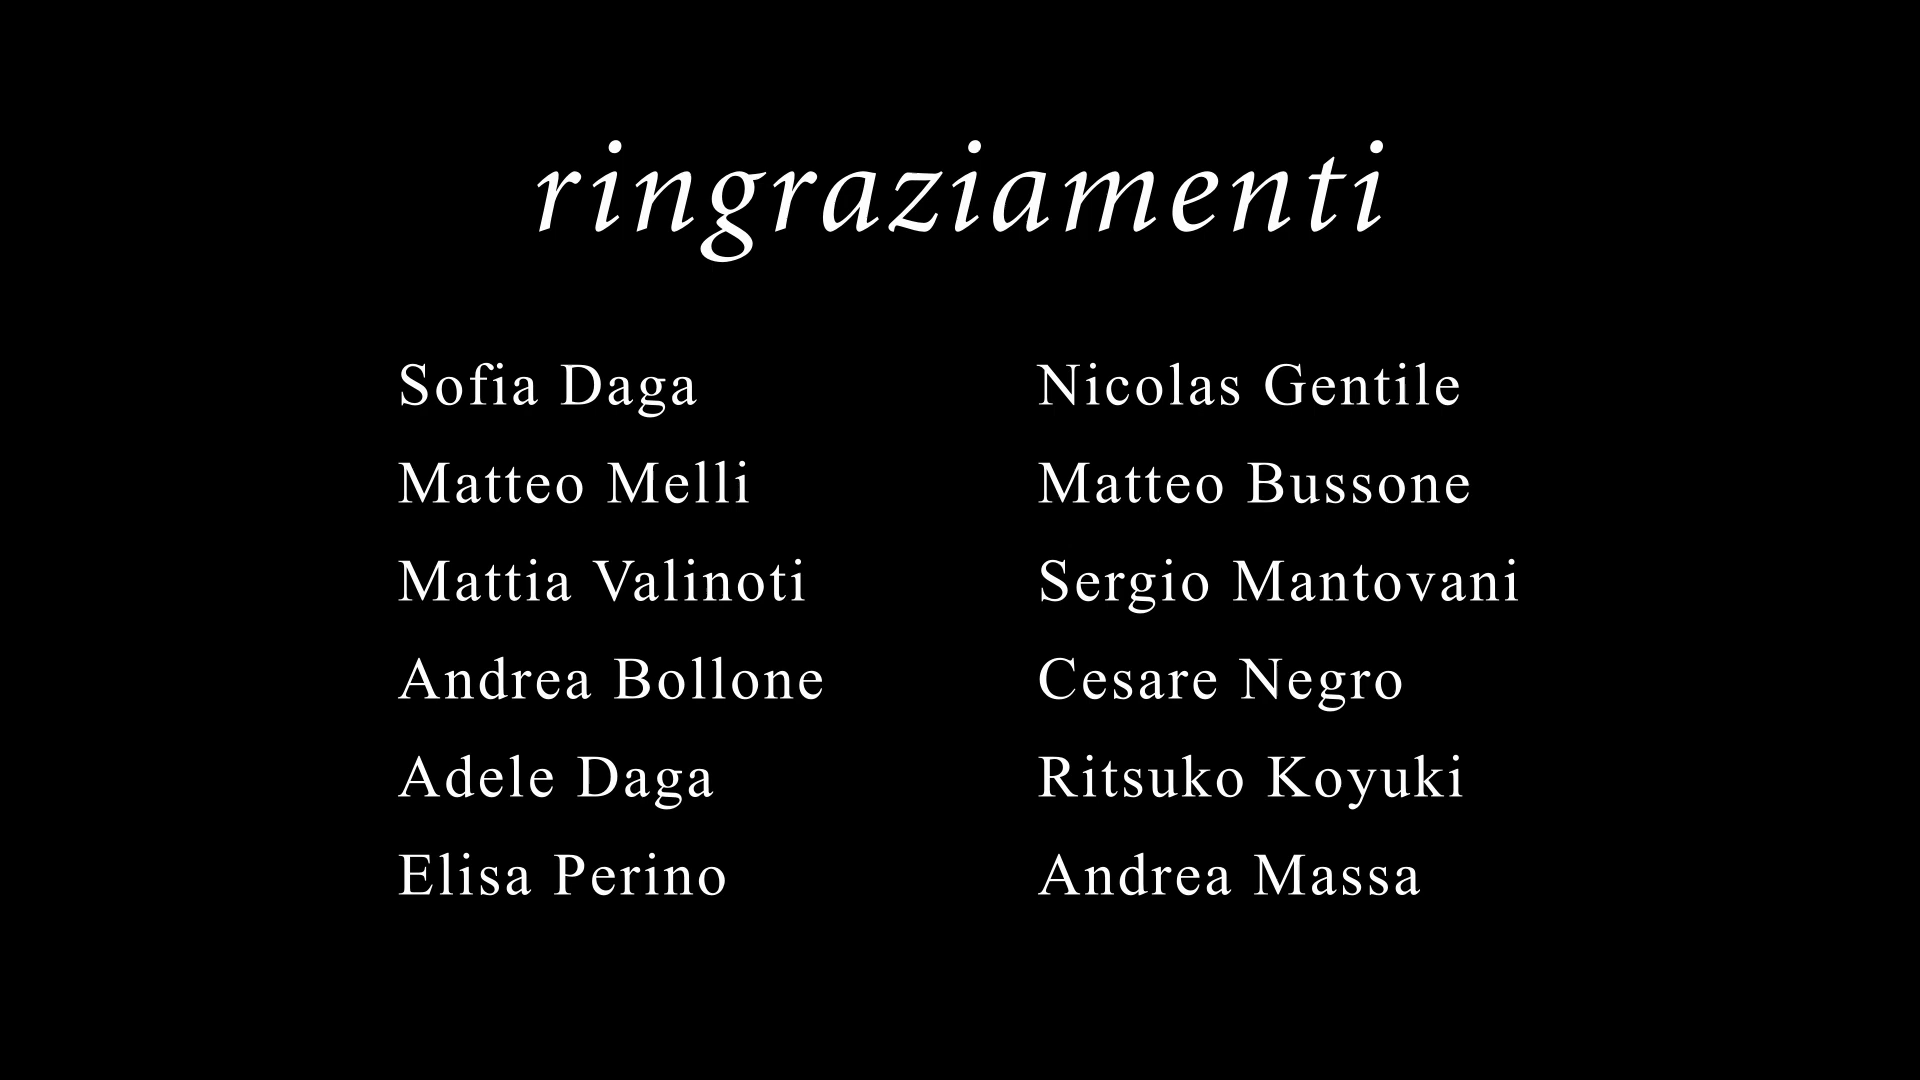 ringraziamenti
Sofia Daga
Matteo Melli
Mattia Valinoti
Andrea Bollone
Adele Daga
Elisa Perino
Nicolas Gentile
Matteo Bussone
Sergio Mantovani
Cesare Negro
Ritsuko Koyuki
Andrea Massa